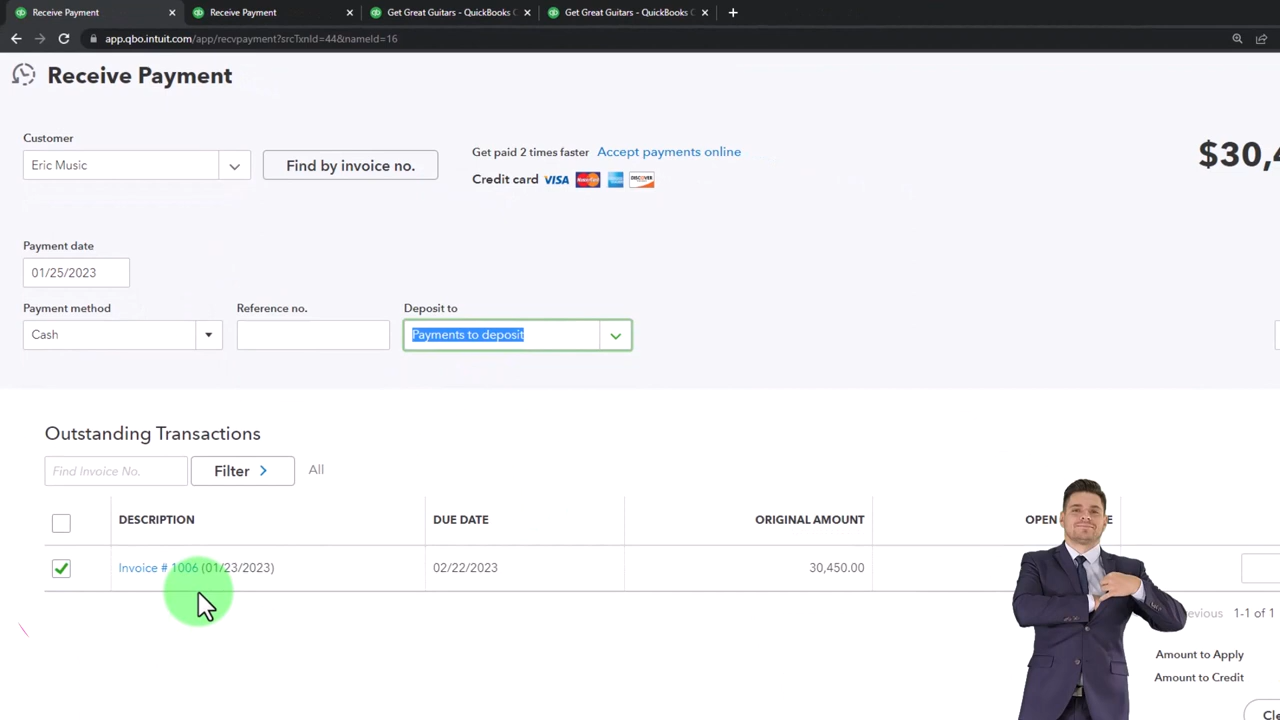 Receive Payment
Receive Payment
Get Great Guitars - QuickBooks O
Get Great Guitars - QuickBooks O
app.qbo.intuit.com/app/recvpayment?srcTxnId=44&nameId=16
Receive Payment
Customer
Eric Music
Find by invoice no.
Get paid 2 times faster Accept payments online
Credit card VISA MasterCard DISCOVER
$30,4
Payment date
01/25/2023
Payment method
Reference no.
Deposit to
Cash
Payments to deposit
Outstanding Transactions
Find Invoice No.
Filter
All
DESCRIPTION
DUE DATE
ORIGINAL AMOUNT
OPEN
E
Invoice # 1006 (01/23/2023)
02/22/2023
30,450.00
evious 1-1 of 1
Amount to Apply
Amount to Credit
Cle